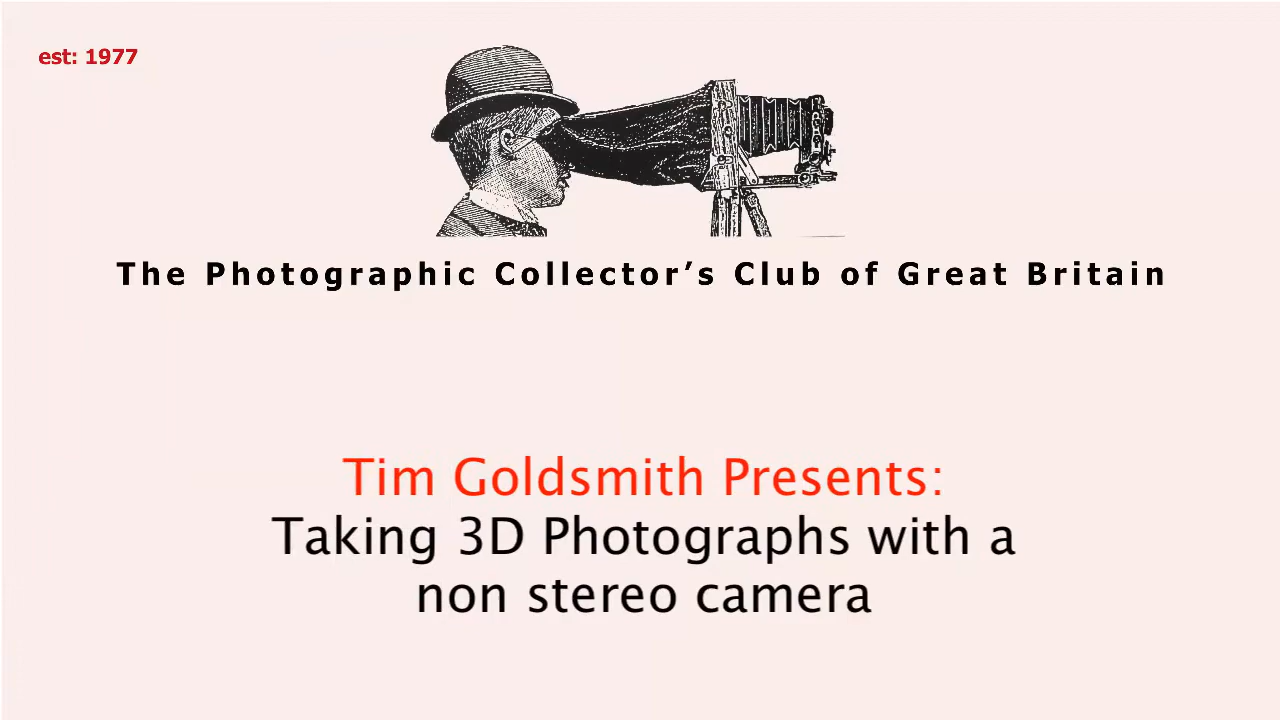 est: 1977
The Photographic Collector’s Club of Great Britain
Tim Goldsmith Presents:
Taking 3D Photographs with a
non stereo camera